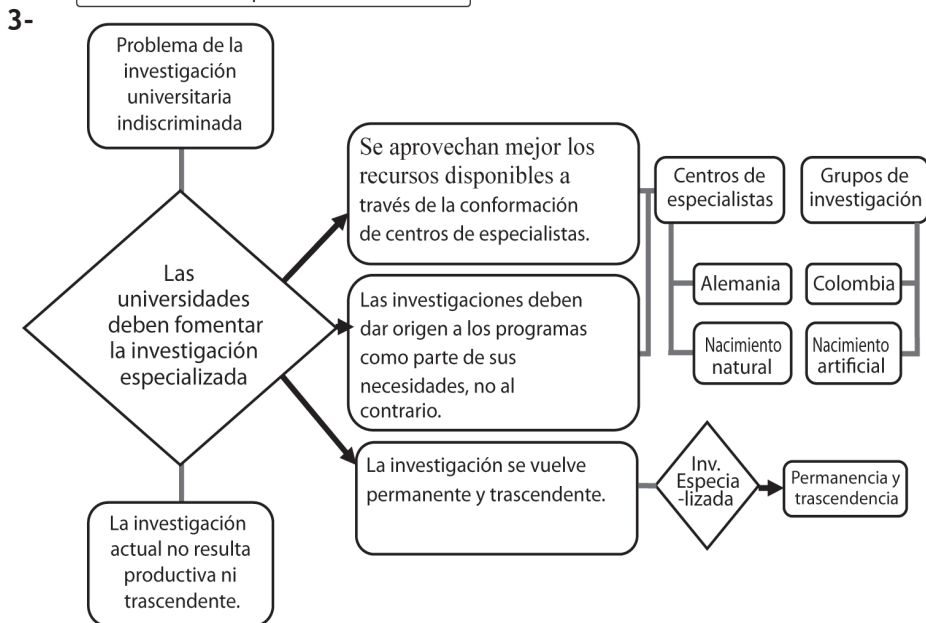 3-
Problema de la
investigación
universitaria
indiscriminada
Las
universidades
deben fomentar
la investigación
especializada
La investigación
actual no resulta
productiva ni
trascendente.
Se aprovechan mejor los
recursos disponibles a
través de la conformación
de centros de especialistas.
Las investigaciones deben
dar origen a los programas
como parte de sus
necesidades, no al
contrario.
La investigación se vuelve
permanente y trascendente.
Centros de
especialistas
Alemania
Nacimiento
natural
Grupos de
investigación
Colombia
Nacimiento
artificial
Inv.
Especia
-lizada
Permanencia y
trascendencia